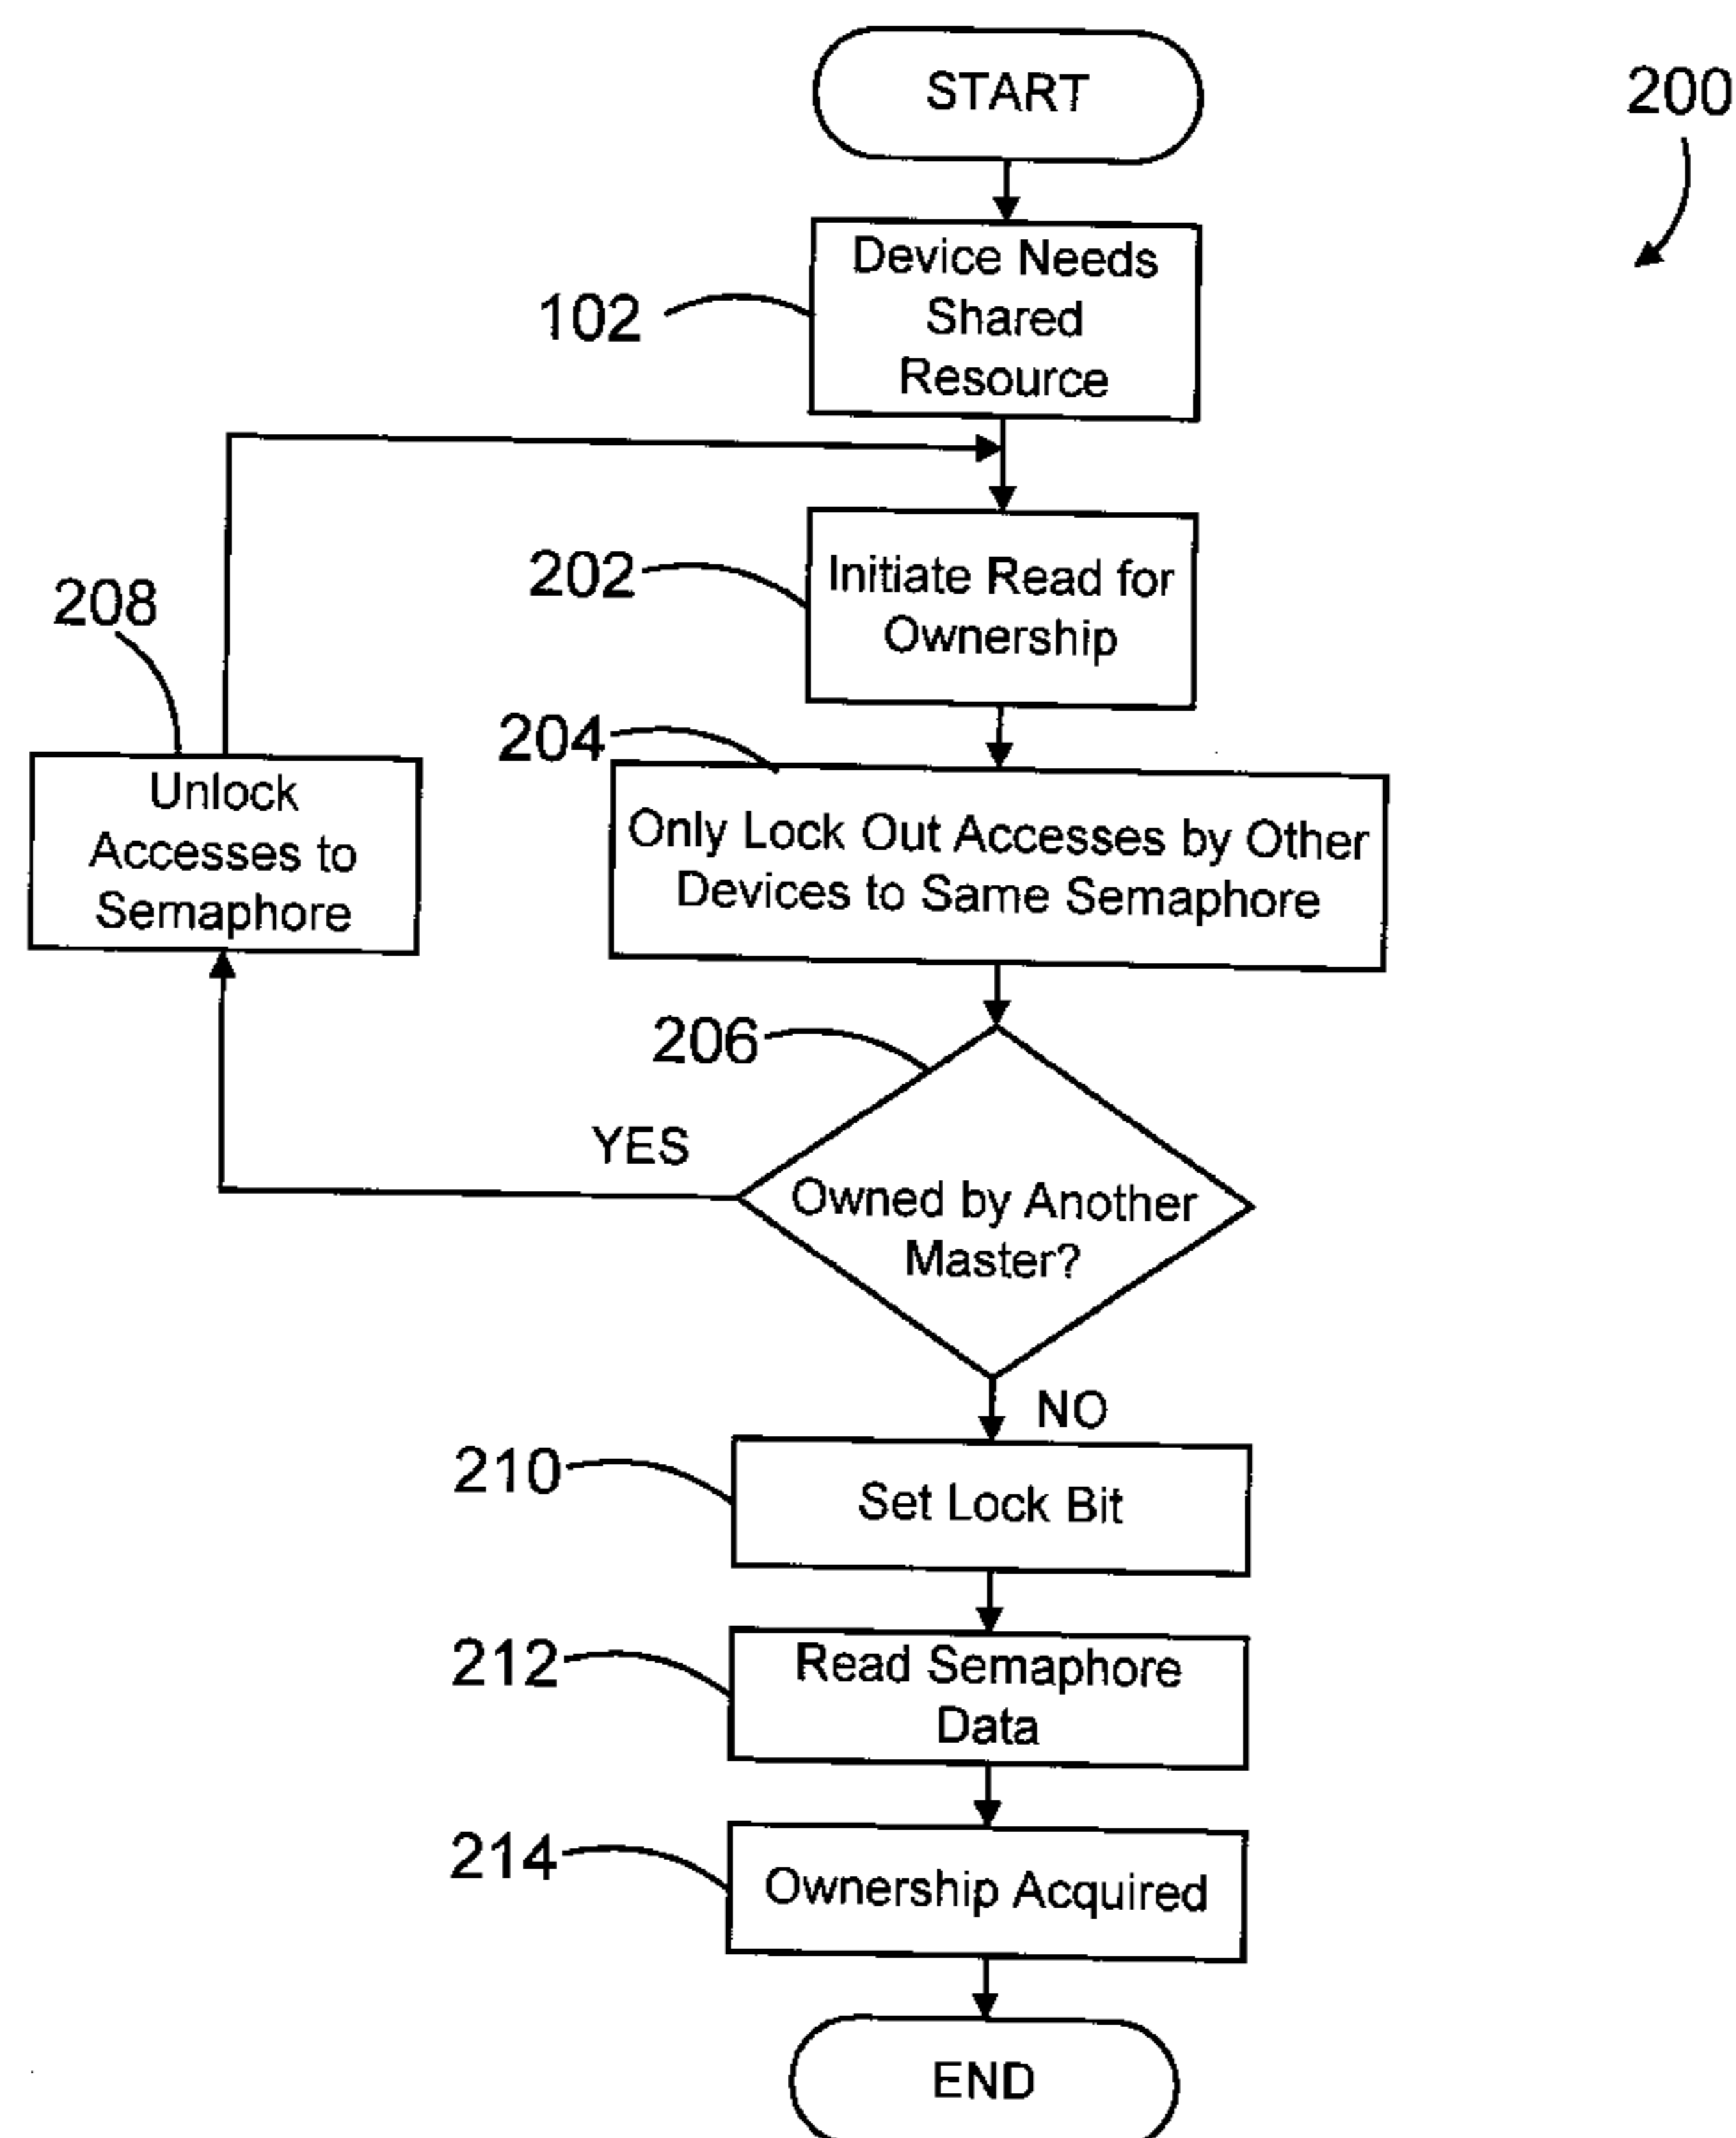 START
200
Device Needs
Shared
Resource
102
Initiate Read for
Ownership
202
208
Unlock
Accesses to
Semaphore
204
Only Lock Out Accesses by Other
Devices to Same Semaphore
206
YES
Owned by Another
Master?
NO
210
Set Lock Bit
212
Read Semaphore
Data
214
Ownership Acquired
END